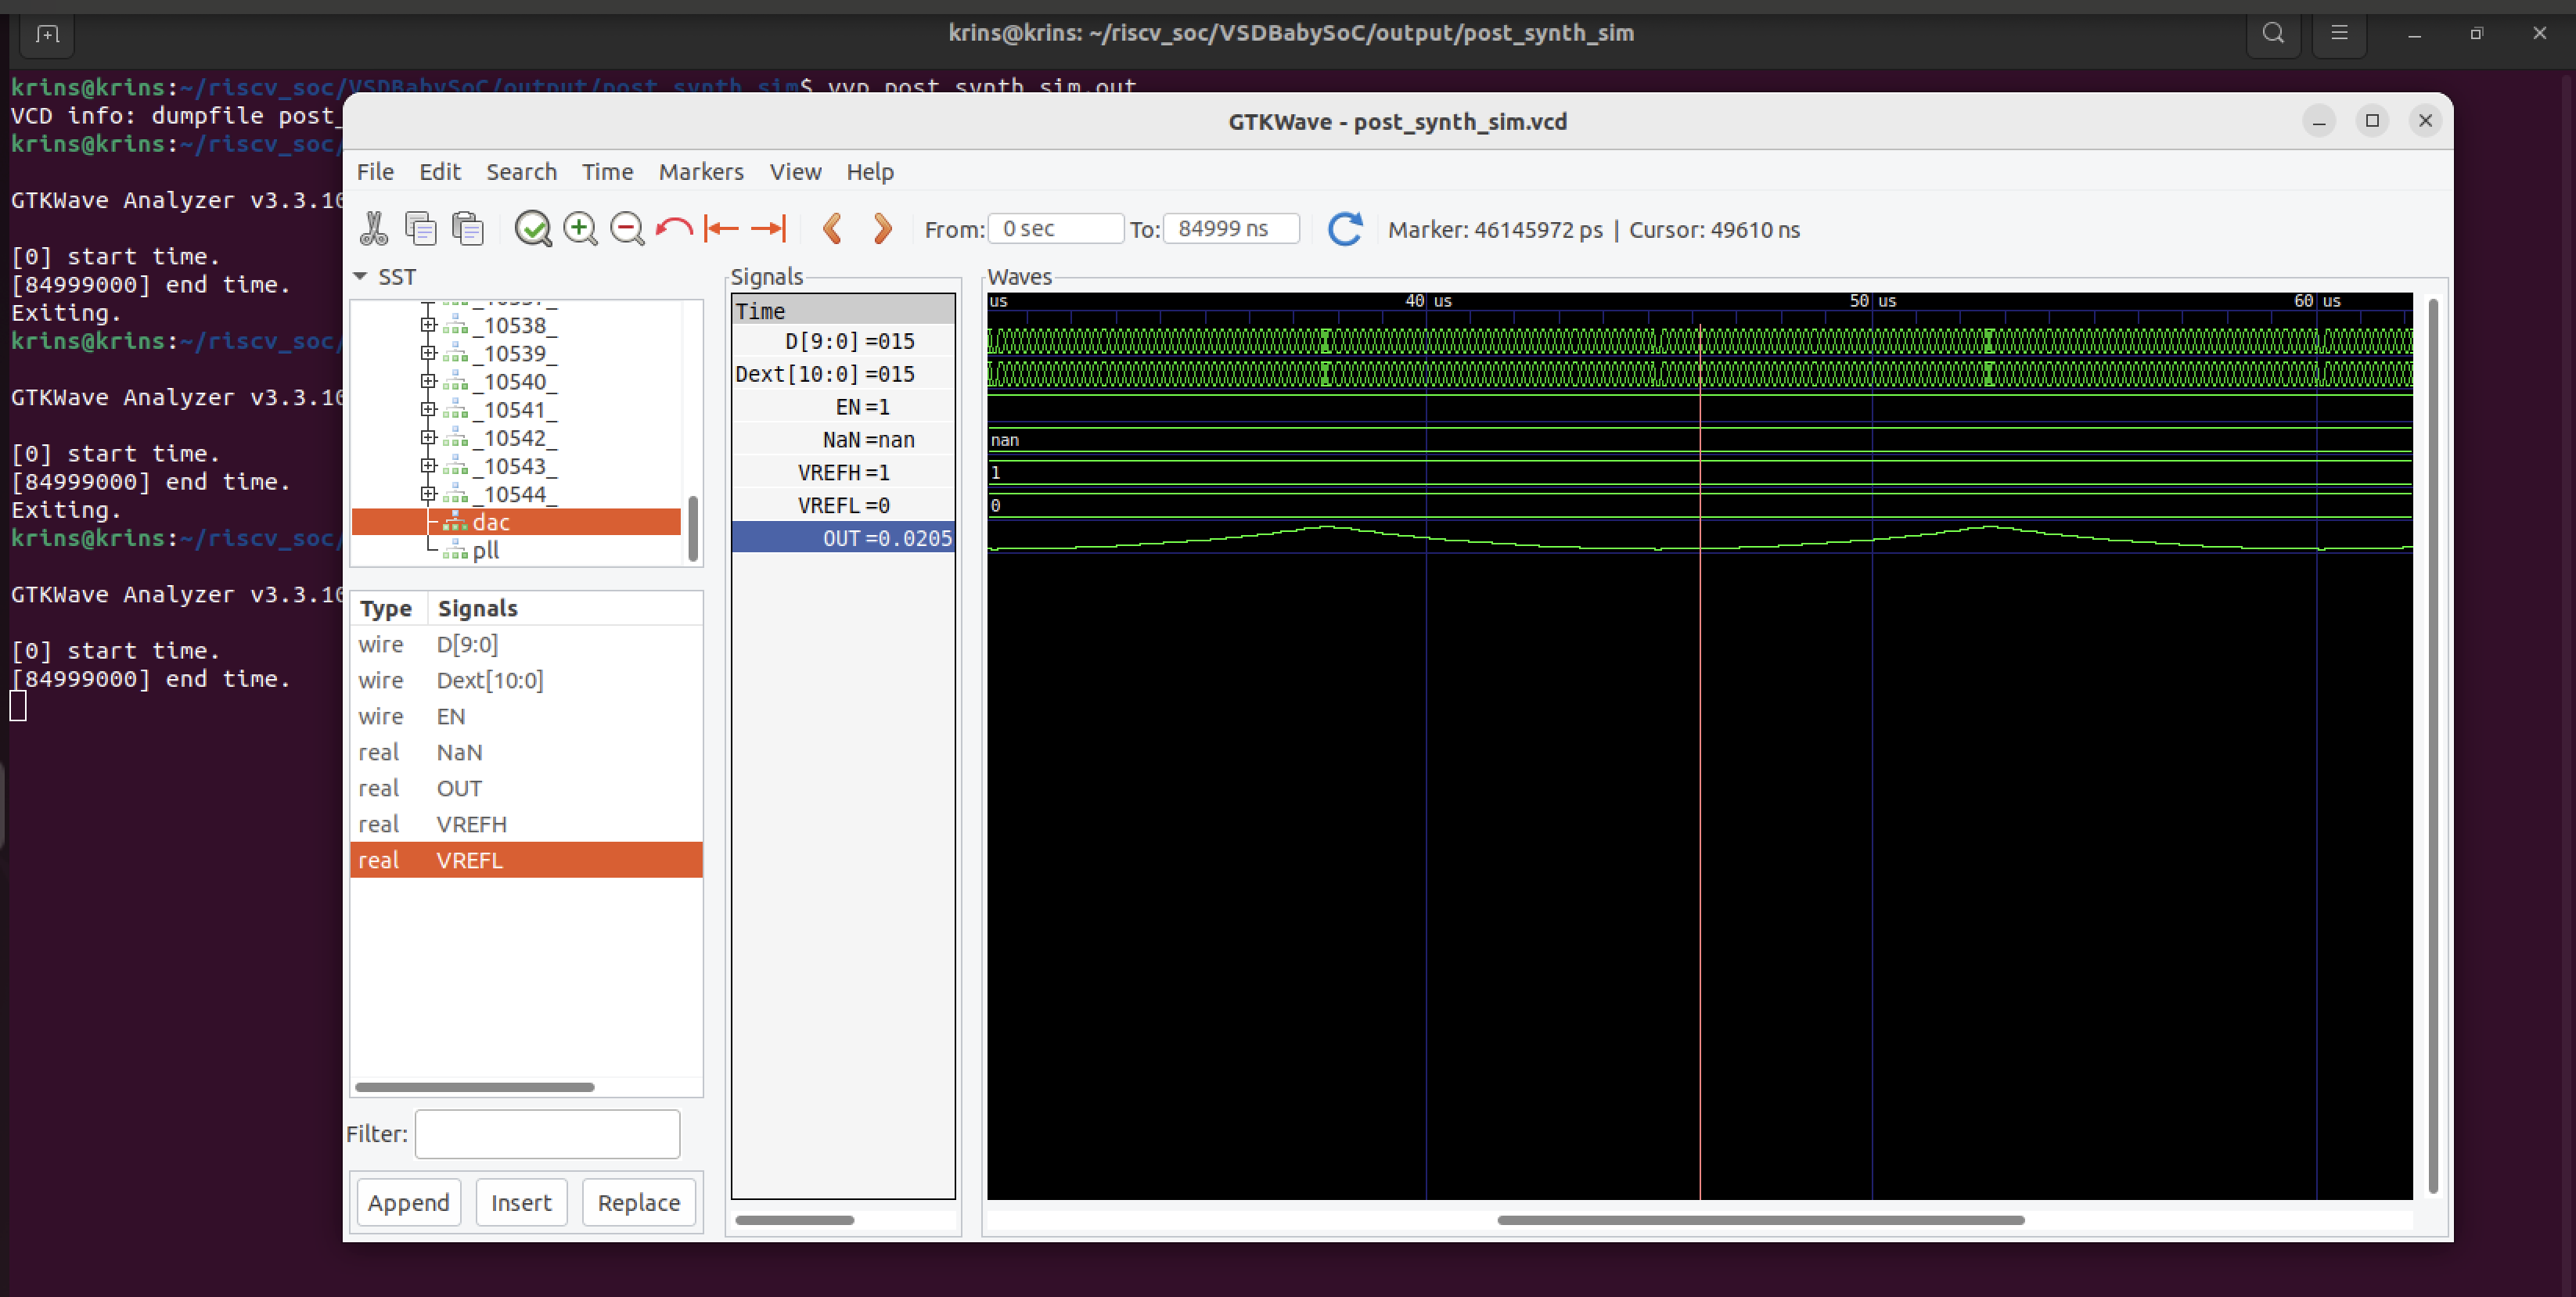 krins@krins: ~/riscv_soc/VSDBabySoC/output/post_synth_sim
krins@krins:~/riscv_soc/VSDBabySoC/output/post_synth_sim$ vvp post_synth_sim.out
VCD info: dumpfile post_
krins@krins:~/riscv_soc/
GTKWave Analyzer v3.3.10
[0] start time.
[84999000] end time.
Exiting.
krins@krins:~/riscv_soc/
GTKWave Analyzer v3.3.10
[0] start time.
[84999000] end time.
Exiting.
krins@krins:~/riscv_soc/
GTKWave Analyzer v3.3.10
[0] start time.
[84999000] end time.
GTKWave - post_synth_sim.vcd
File Edit Search Time Markers View Help
From: 0 sec To: 84999 ns Marker: 46145972 ps | Cursor: 49610 ns
SST
_10538_
_10539_
_10540_
_10541_
_10542_
_10543_
_10544_
dac
pll
Type Signals
wire D[9:0]
wire Dext[10:0]
wire EN
real NaN
real OUT
real VREFH
real VREFL
Filter:
Append Insert Replace
Signals
Time
D[9:0] =015
Dext[10:0] =015
EN =1
NaN =nan
VREFH =1
VREFL =0
OUT =0.0205
Waves
us 40 us 50 us 60 us
nan
1
0